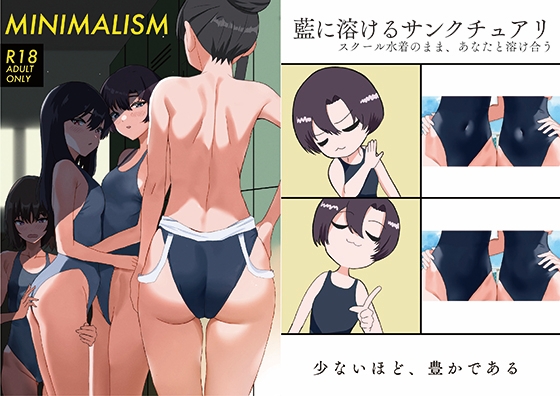 MINIMALISM
R18
ADULT
ONLY
藍に溶けるサンクチュアリ
スクール水着のまま、あなたと溶け合う
少ないほど、豊かである